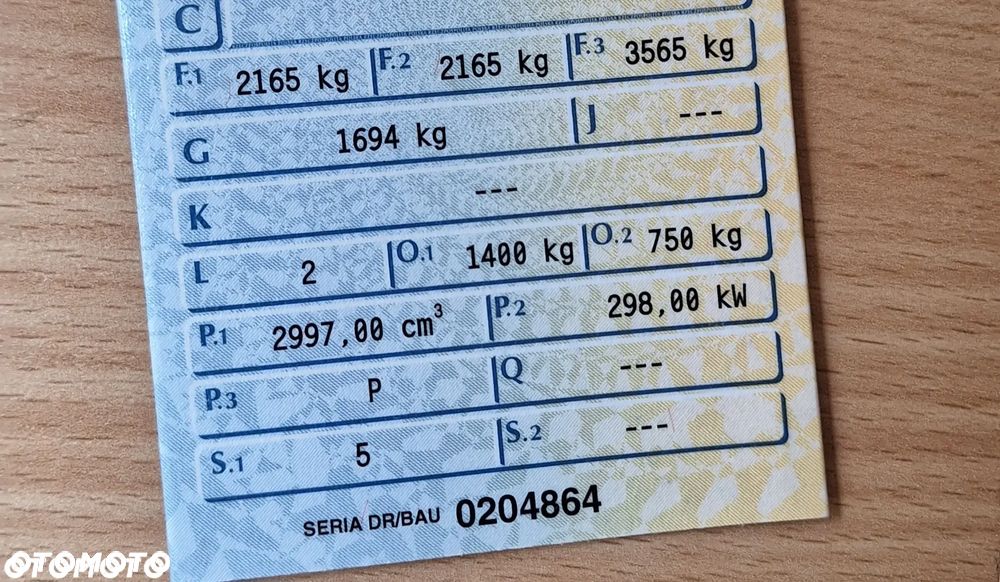 C
F.1 2165 kg F.2 2165 kg F.3 3565 kg
G 1694 kg J ---
K ---
L 2 O.1 1400 kg O.2 750 kg
P.1 2997,00 cm³ P.2 298,00 kW
P.3 P Q ---
S.1 5 S.2 ---
SERIA DR/BAU 0204864
OTOMOTO